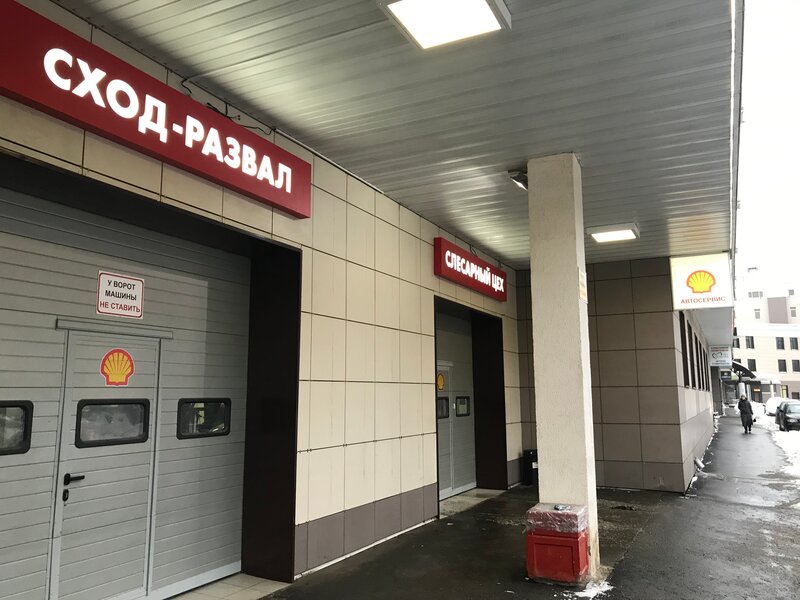 СХОД-РАЗВАЛ
У ВОРОТ
МАШИНЫ
НЕ СТАВИТЬ
СЛЕСАРНЫЙ ЦЕХ
АВТОСЕРВИС